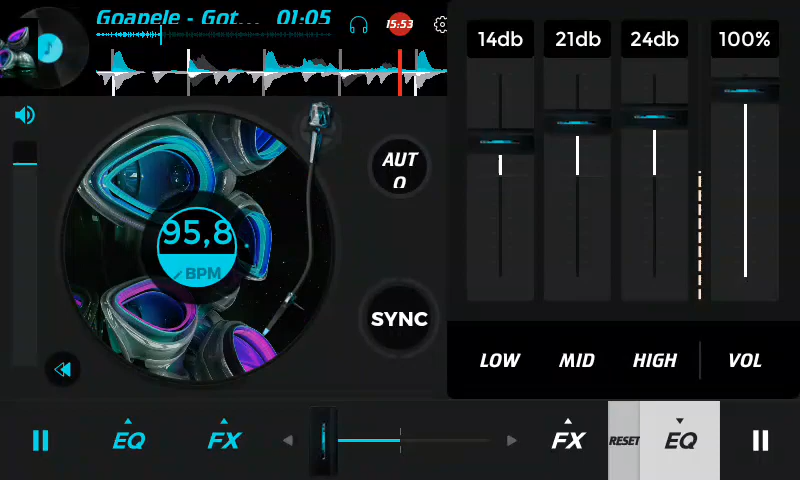 Goapele - Got... 01:05
15:53
14db 21db 24db 100%
AUT
O
95,8
BPM
SYNC
LOW MID HIGH VOL
EQ FX FX RESET EQ